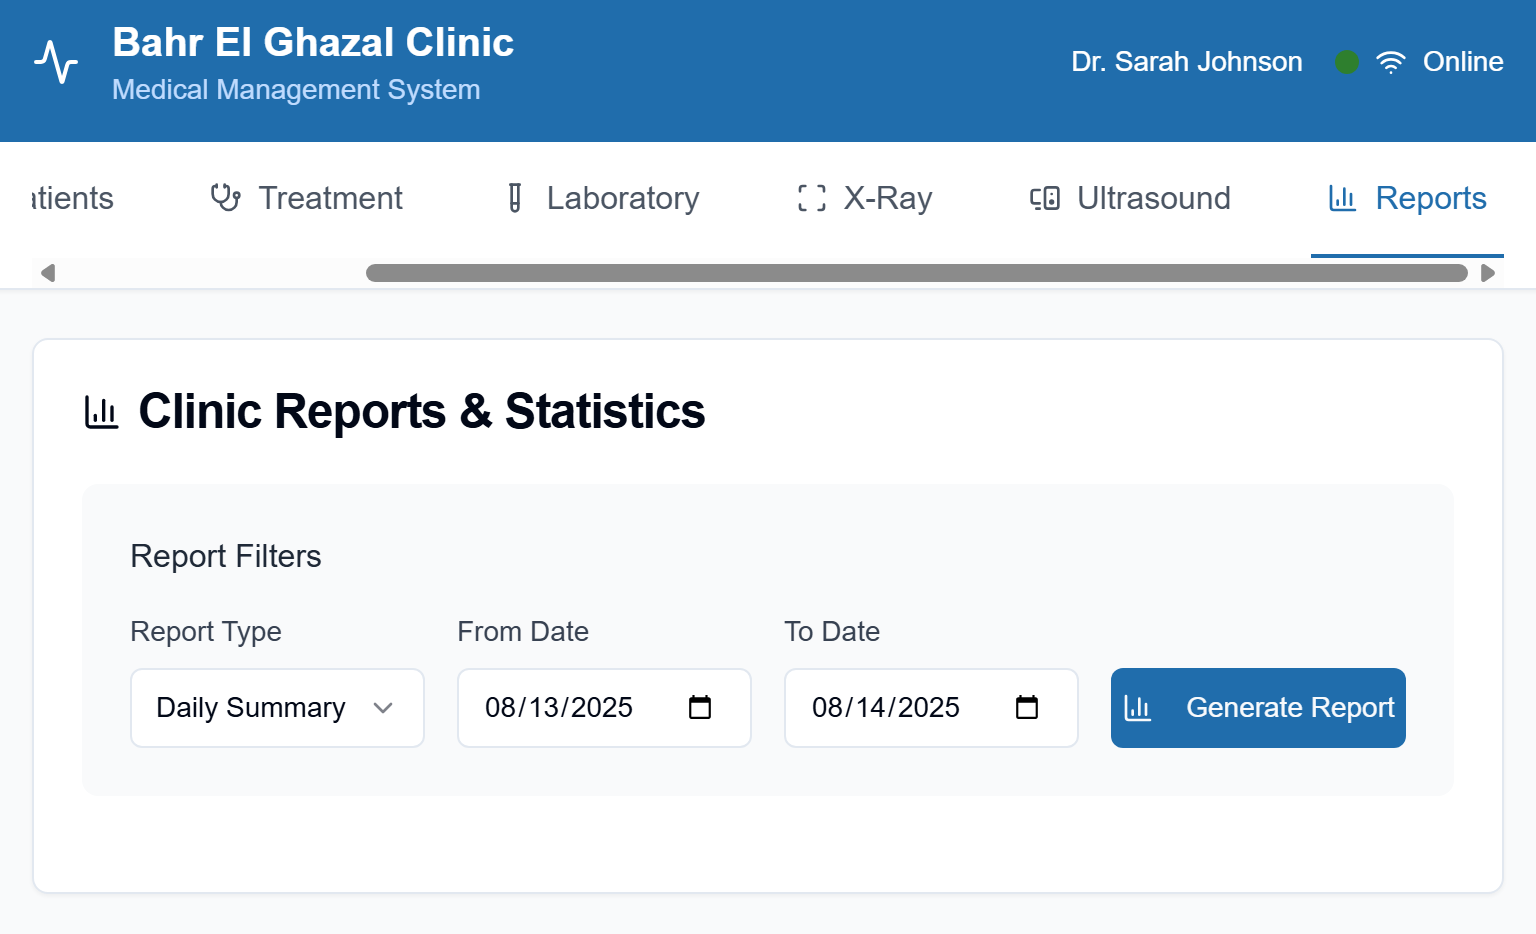 Bahr El Ghazal Clinic
Medical Management System
Dr. Sarah Johnson
Online
atients
Treatment
Laboratory
X-Ray
Ultrasound
Reports
Clinic Reports & Statistics
Report Filters
Report Type
From Date
To Date
Daily Summary
08/13/2025
08/14/2025
Generate Report